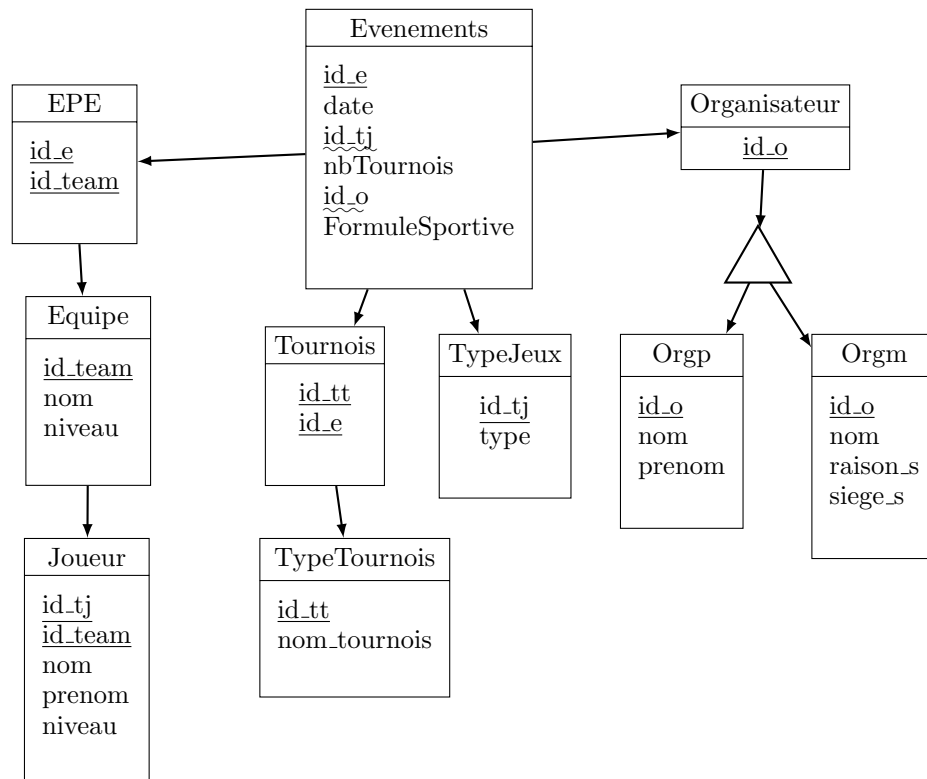 Evenements
id_e
date
id_tj
nbTournois
id_o
FormuleSportive
EPE
id_e
id_team
Organisateur
id_o
Equipe
id_team
nom
niveau
Tournois
id_tt
id_e
TypeJeux
id_tj
type
Orgp
id_o
nom
prenom
Orgm
id_o
nom
raison_s
siege_s
Joueur
id_tj
id_team
nom
prenom
niveau
TypeTournois
id_tt
nom_tournois